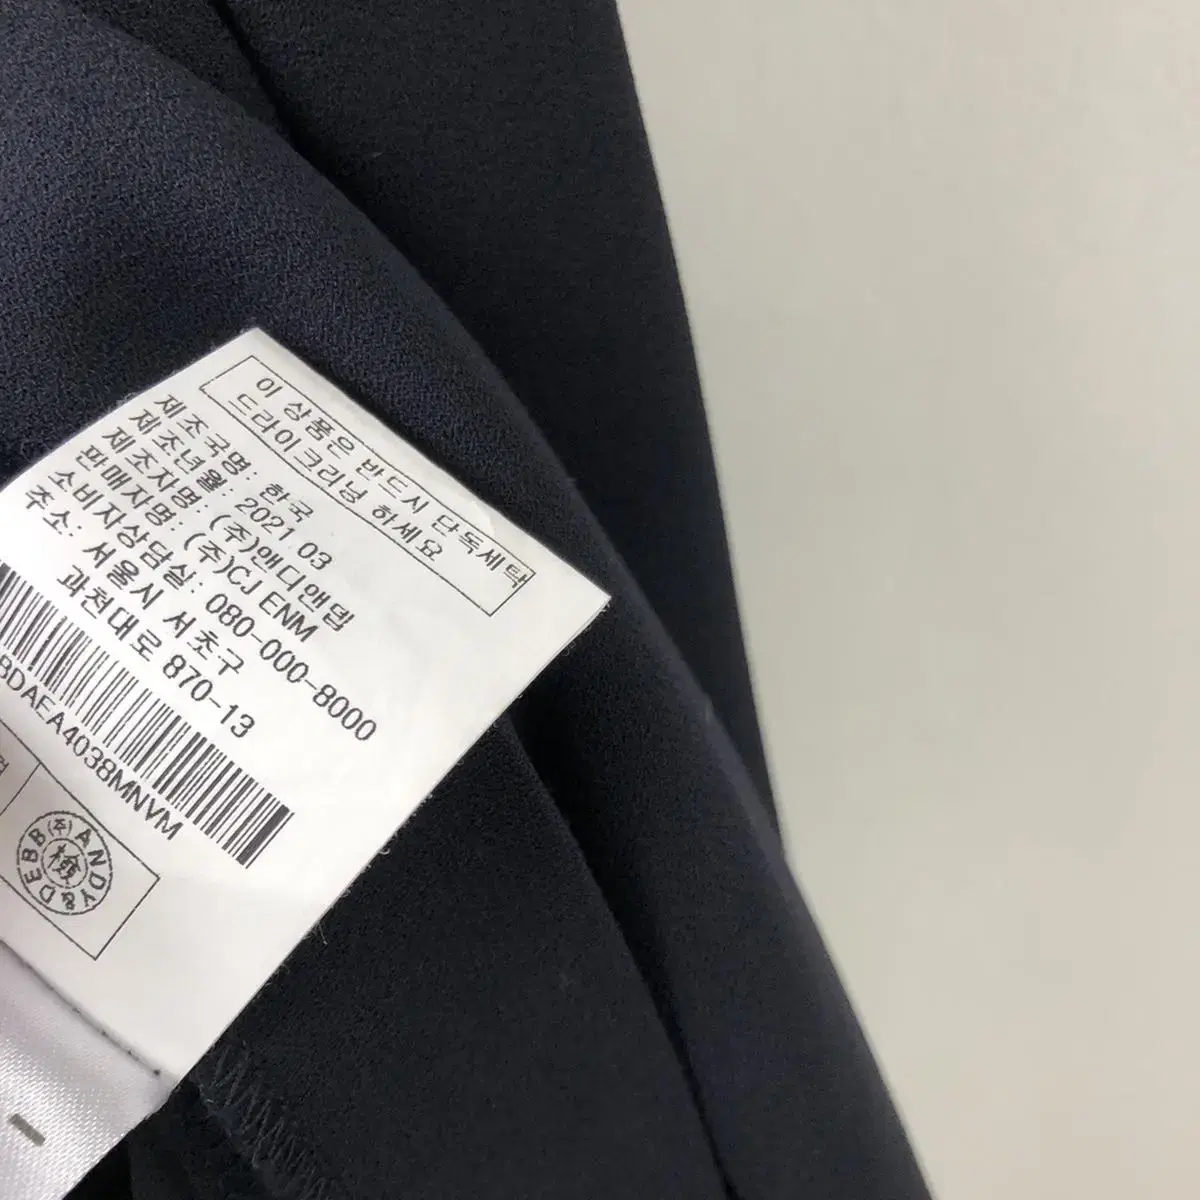 이 상품은 반드시 단독세탁
드라이크리닝 하세요
제조국명: 한국
제조년월: 2021.03
제조자명: (주)앤디앤뎁
판매자명: (주)CJ ENM
소비자상담실: 080-000-8000
주소: 서울시 서초구
과천대로 870-13
BDAEA4038MNVM
(주)ANDY&DEBB
檢